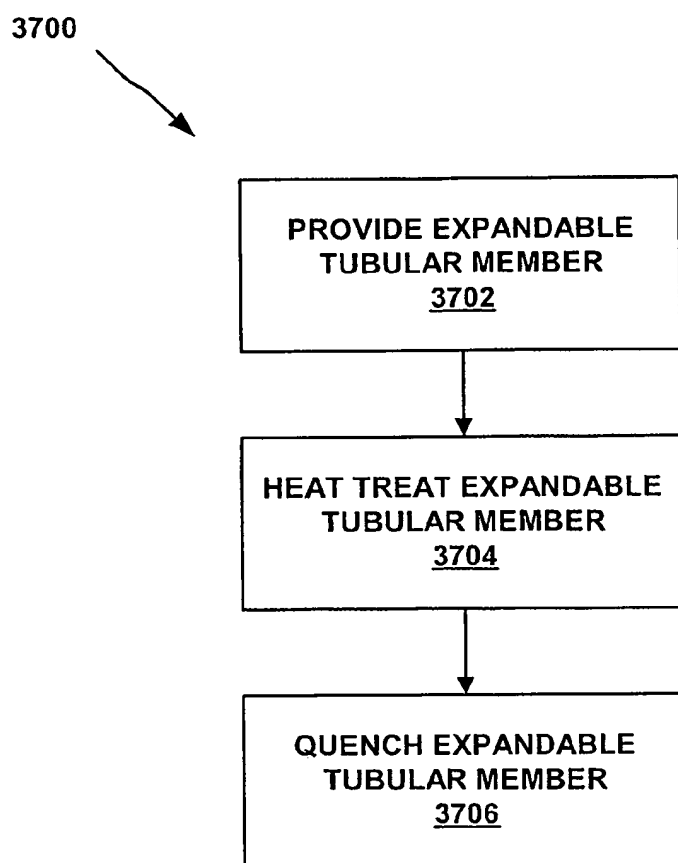 3700
PROVIDE EXPANDABLE
TUBULAR MEMBER
3702
HEAT TREAT EXPANDABLE
TUBULAR MEMBER
3704
QUENCH EXPANDABLE
TUBULAR MEMBER
3706